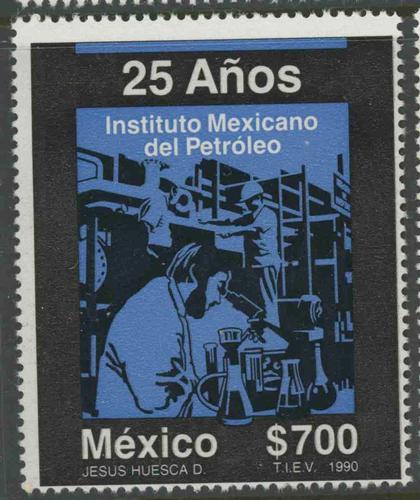 25 Años
Instituto Mexicano
del Petróleo
México $700
JESUS HUESCA D. T.I.E.V. 1990